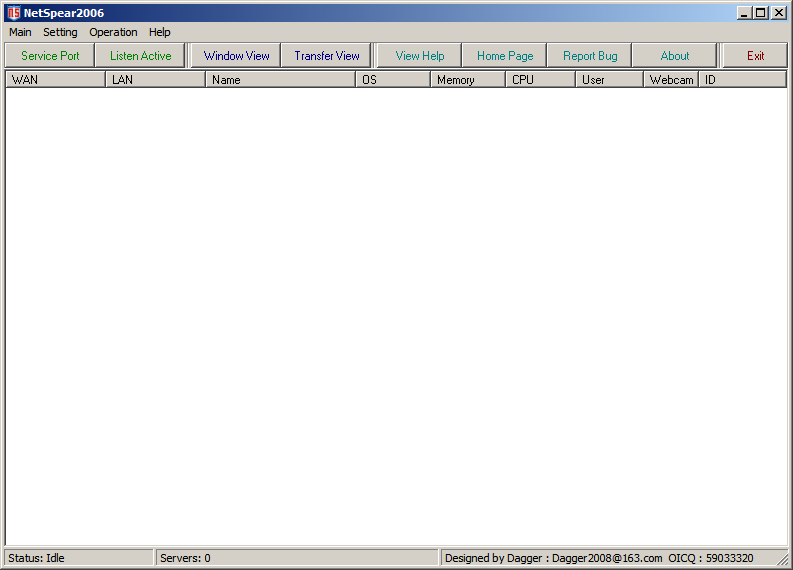 NetSpear2006
Main Setting Operation Help
Service Port Listen Active Window View Transfer View View Help Home Page Report Bug About Exit
WAN LAN Name OS Memory CPU User Webcam ID
Status: Idle Servers: 0 Designed by Dagger : Dagger2008@163.com OICQ : 59033320